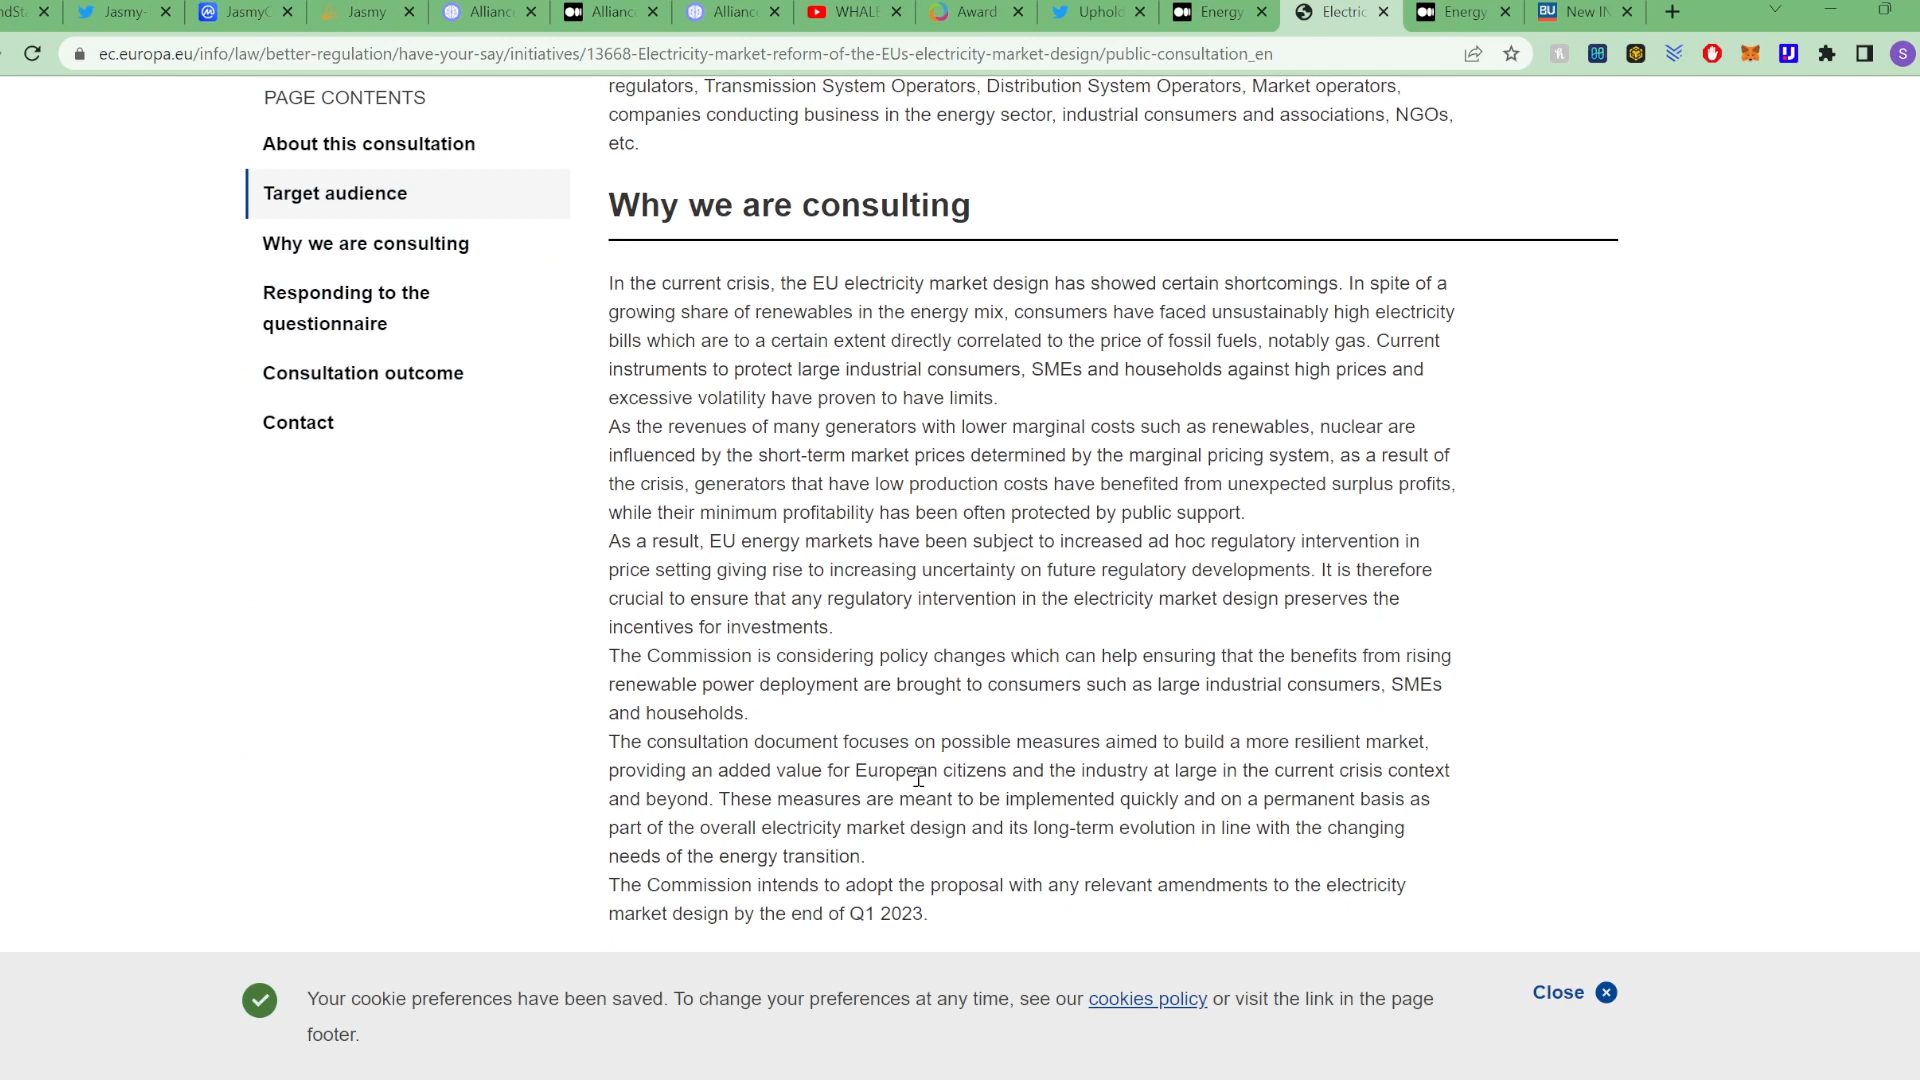 Jasmy-
JasmyC
Jasmy
Allianc
Allianc
Allianc
WHALE
Award
Uphold
Energy
Electric
Energy
BU New IN
ec.europa.eu/info/law/better-regulation/have-your-say/initiatives/13668-Electricity-market-reform-of-the-EUs-electricity-market-design/public-consultation_en
S
PAGE CONTENTS
About this consultation
Target audience
Why we are consulting
Responding to the
questionnaire
Consultation outcome
Contact
regulators, Transmission System Operators, Distribution System Operators, Market operators,
companies conducting business in the energy sector, industrial consumers and associations, NGOs,
etc.
Why we are consulting
In the current crisis, the EU electricity market design has showed certain shortcomings. In spite of a
growing share of renewables in the energy mix, consumers have faced unsustainably high electricity
bills which are to a certain extent directly correlated to the price of fossil fuels, notably gas. Current
instruments to protect large industrial consumers, SMEs and households against high prices and
excessive volatility have proven to have limits.
As the revenues of many generators with lower marginal costs such as renewables, nuclear are
influenced by the short-term market prices determined by the marginal pricing system, as a result of
the crisis, generators that have low production costs have benefited from unexpected surplus profits,
while their minimum profitability has been often protected by public support.
As a result, EU energy markets have been subject to increased ad hoc regulatory intervention in
price setting giving rise to increasing uncertainty on future regulatory developments. It is therefore
crucial to ensure that any regulatory intervention in the electricity market design preserves the
incentives for investments.
The Commission is considering policy changes which can help ensuring that the benefits from rising
renewable power deployment are brought to consumers such as large industrial consumers, SMEs
and households.
The consultation document focuses on possible measures aimed to build a more resilient market,
providing an added value for European citizens and the industry at large in the current crisis context
and beyond. These measures are meant to be implemented quickly and on a permanent basis as
part of the overall electricity market design and its long-term evolution in line with the changing
needs of the energy transition.
The Commission intends to adopt the proposal with any relevant amendments to the electricity
market design by the end of Q1 2023.
Your cookie preferences have been saved. To change your preferences at any time, see our cookies policy or visit the link in the page
footer.
Close